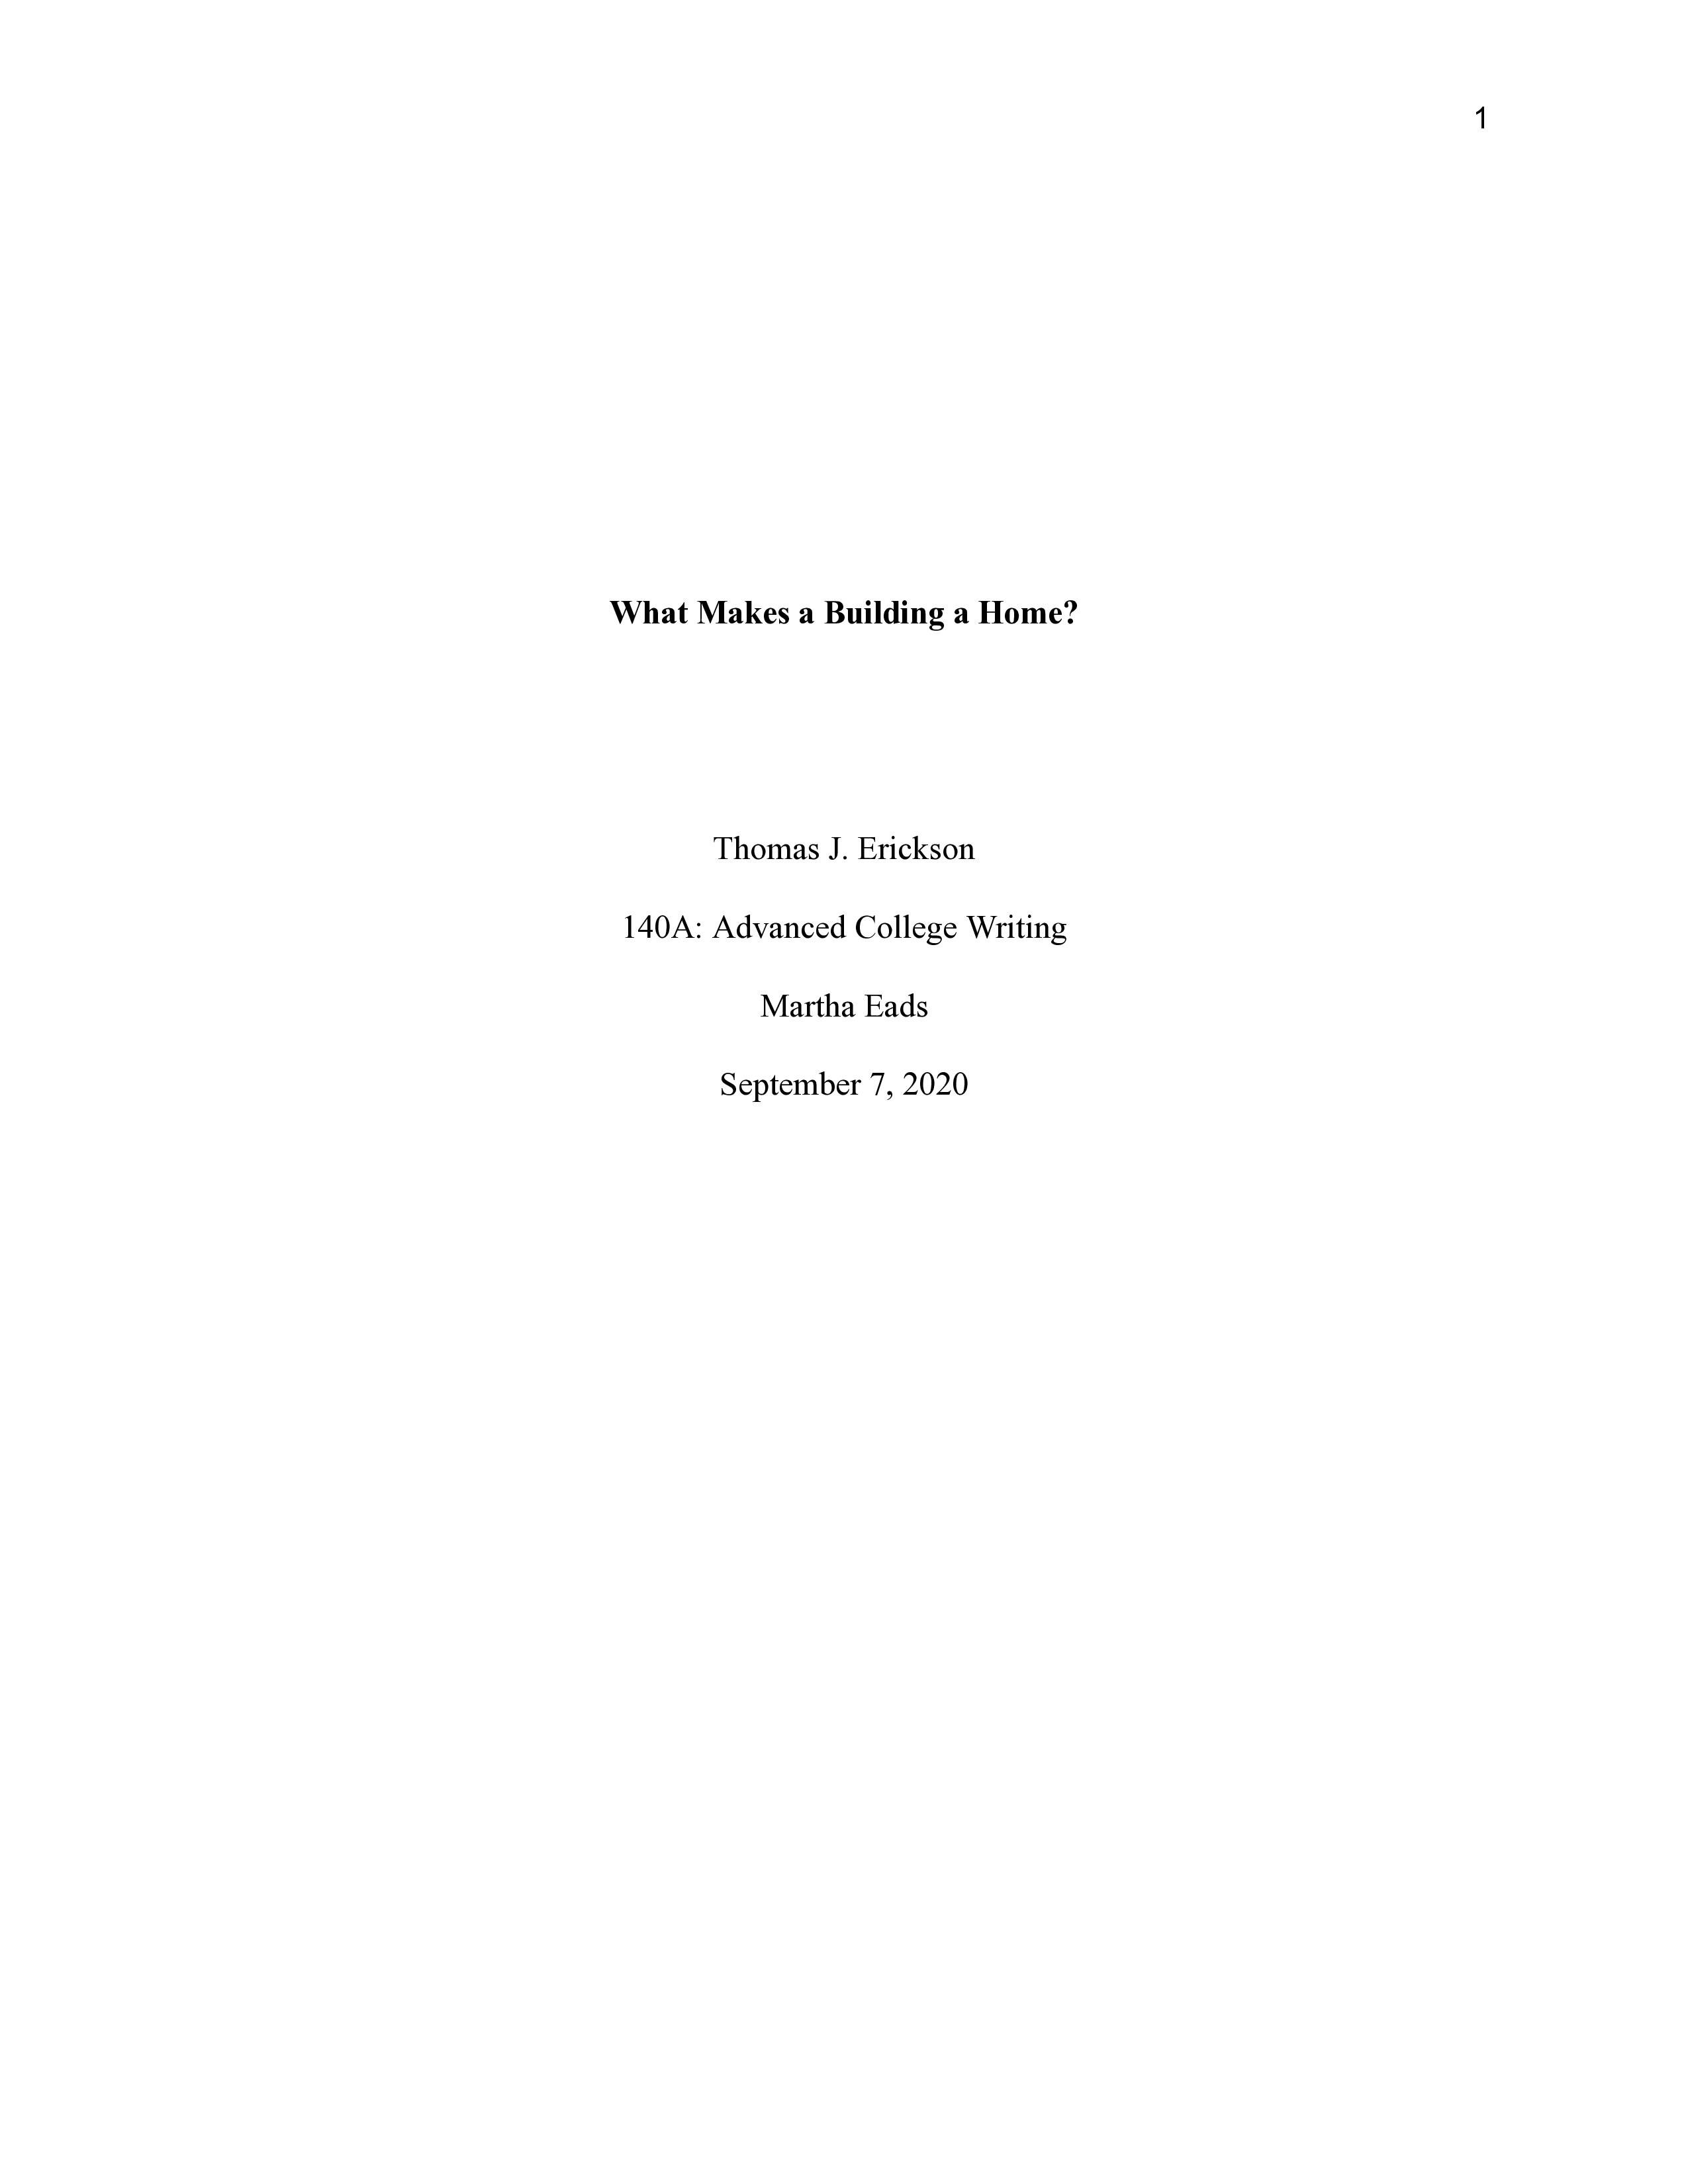 1
What Makes a Building a Home?
Thomas J. Erickson
140A: Advanced College Writing
Martha Eads
September 7, 2020